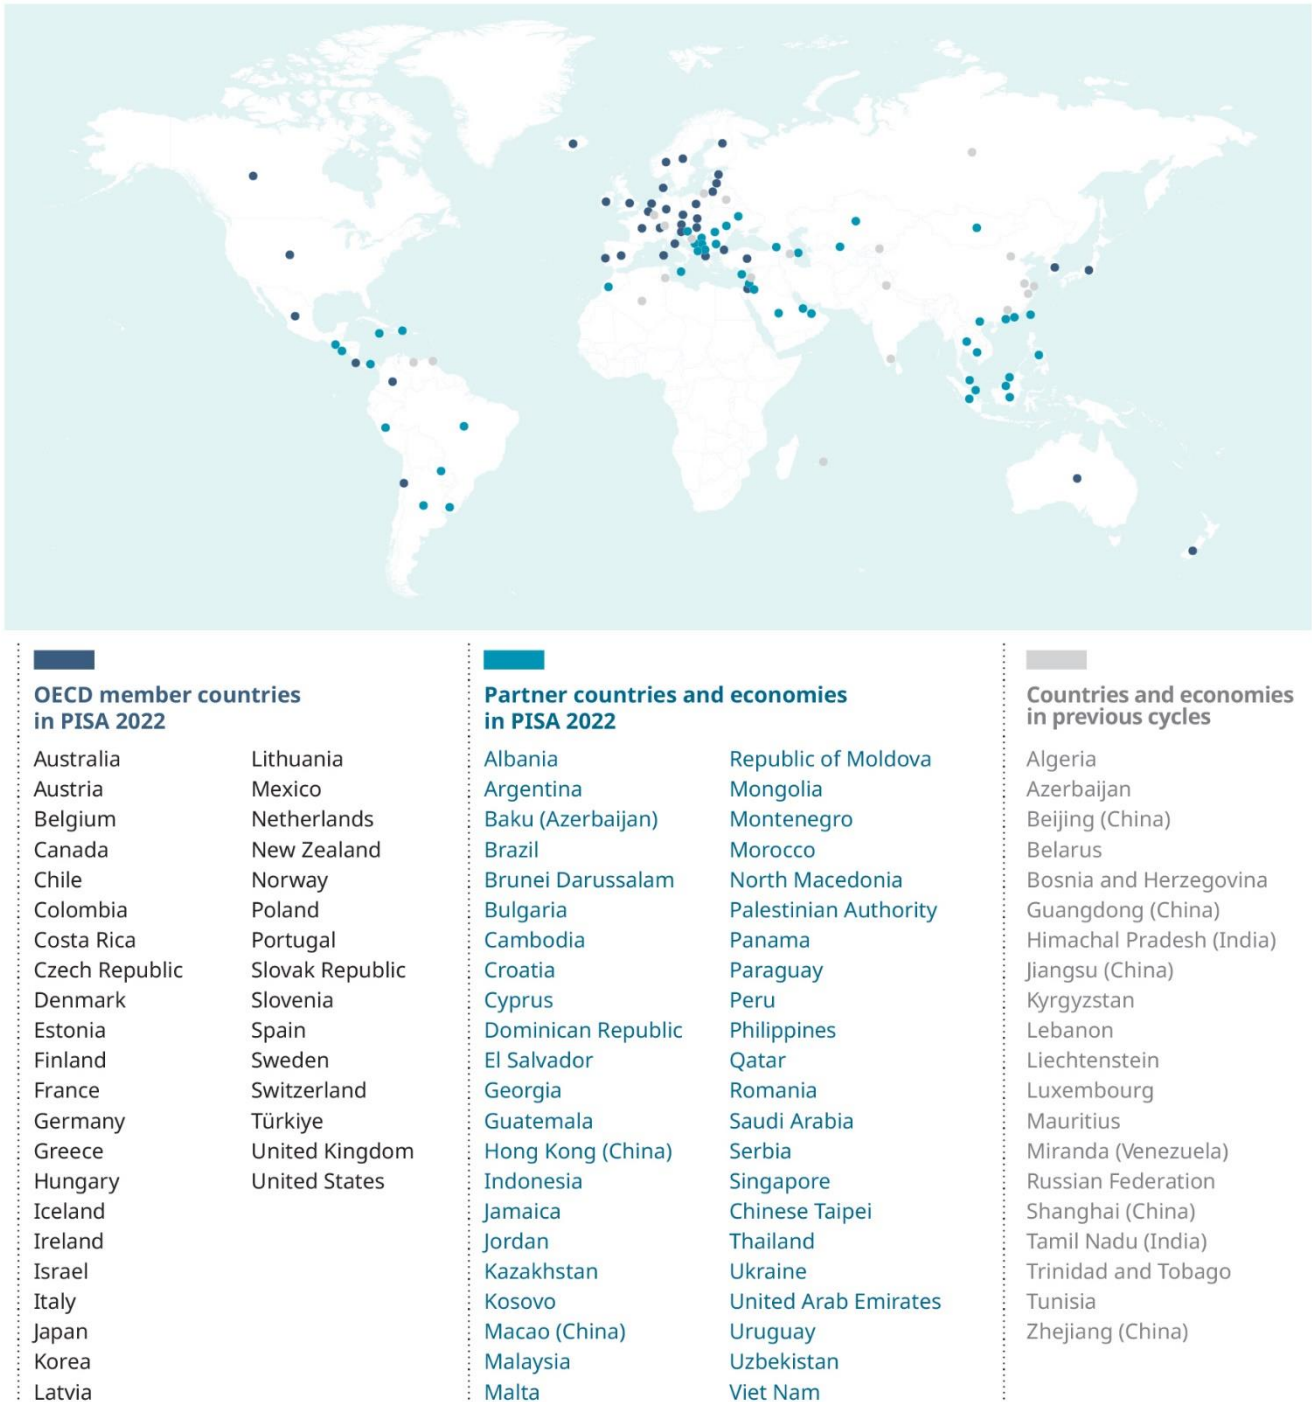 OECD member countries
in PISA 2022
Australia
Austria
Belgium
Canada
Chile
Colombia
Costa Rica
Czech Republic
Denmark
Estonia
Finland
France
Germany
Greece
Hungary
Iceland
Ireland
Israel
Italy
Japan
Korea
Latvia
Lithuania
Mexico
Netherlands
New Zealand
Norway
Poland
Portugal
Slovak Republic
Slovenia
Spain
Sweden
Switzerland
Türkiye
United Kingdom
United States
Partner countries and economies
in PISA 2022
Albania
Argentina
Baku (Azerbaijan)
Brazil
Brunei Darussalam
Bulgaria
Cambodia
Croatia
Cyprus
Dominican Republic
El Salvador
Georgia
Guatemala
Hong Kong (China)
Indonesia
Jamaica
Jordan
Kazakhstan
Kosovo
Macao (China)
Malaysia
Malta
Republic of Moldova
Mongolia
Montenegro
Morocco
North Macedonia
Palestinian Authority
Panama
Paraguay
Peru
Philippines
Qatar
Romania
Saudi Arabia
Serbia
Singapore
Chinese Taipei
Thailand
Ukraine
United Arab Emirates
Uruguay
Uzbekistan
Viet Nam
Countries and economies
in previous cycles
Algeria
Azerbaijan
Beijing (China)
Belarus
Bosnia and Herzegovina
Guangdong (China)
Himachal Pradesh (India)
Jiangsu (China)
Kyrgyzstan
Lebanon
Liechtenstein
Luxembourg
Mauritius
Miranda (Venezuela)
Russian Federation
Shanghai (China)
Tamil Nadu (India)
Trinidad and Tobago
Tunisia
Zhejiang (China)